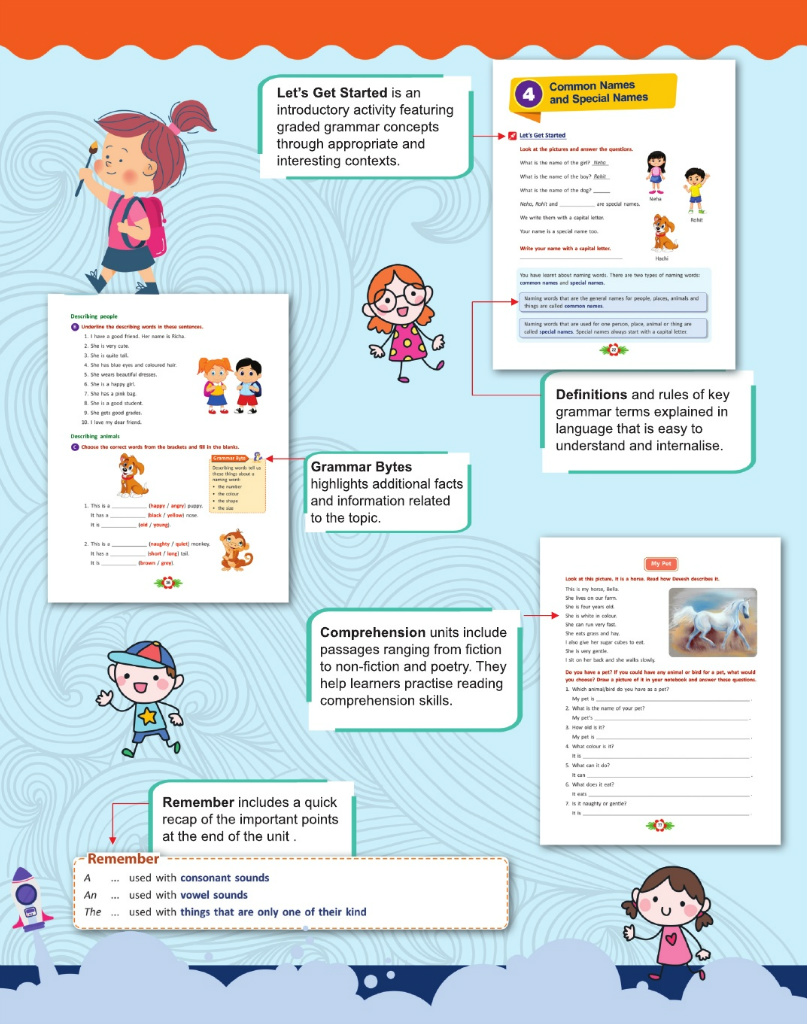 Let's Get Started is an
introductory activity featuring
graded grammar concepts
through appropriate and
interesting contexts.
4
Common Names
and Special Names
Let's Get Started
Look at the pictures and answer the questions.
What is the name of the girl? Neha
What is the name of the boy? Rohit
What is the name of the dog? ______
Neha, Rohit and ____________ are special names.
We write them with a capital letter.
Your name is a special name too.
Write your name with a capital letter.
Neha
Rohit
Hachi
You have learnt about naming words. There are two types of naming words:
common names and special names.
Naming words that are the general names for people, places, animals and
things are called common names.
Naming words that are used for one person, place, animal or thing are
called special names. Special names always start with a capital letter.
22
Definitions and rules of key
grammar terms explained in
language that is easy to
understand and internalise.
Describing people
B Underline the describing words in these sentences.
1. I have a good friend. Her name is Richa.
2. She is very cute.
3. She is quite tall.
4. She has blue eyes and coloured hair.
5. She wears beautiful dresses.
6. She is a happy girl.
7. She has a pink bag.
8. She is a good student.
9. She gets good grades.
10. I love my dear friend.
Describing animals
C Choose the correct words from the brackets and fill in the blanks.
Grammar Byte
Describing words tell us
these things about a
naming word:
• the number
• the colour
• the shape
• the size
1. This is a ____________ (happy / angry) puppy.
It has a ____________ (black / yellow) nose.
It is ____________ (old / young).
2. This is a ____________ (naughty / quiet) monkey.
It has a ____________ (short / long) tail.
It is ____________ (brown / grey).
Grammar Bytes
highlights additional facts
and information related
to the topic.
Comprehension units include
passages ranging from fiction
to non-fiction and poetry. They
help learners practise reading
comprehension skills.
My Pet
Look at this picture. It is a horse. Read how Devesh describes it.
This is my horse, Bella.
She lives on our farm.
She is four years old.
She is white in colour.
She can run very fast.
She eats grass and hay.
I also give her sugar cubes to eat.
She is very gentle.
I sit on her back and she walks slowly.
Do you have a pet? If you could have any animal or bird for a pet, what would
you choose? Draw a picture of it in your notebook and answer these questions.
1. Which animal/bird do you have as a pet?
My pet is ____________.
2. What is the name of your pet?
My pet's ____________.
3. How old is it?
My pet is ____________.
4. What colour is it?
It is ____________.
5. What can it do?
It can ____________.
6. What does it eat?
It eats ____________.
7. Is it naughty or gentle?
It is ____________.
Remember includes a quick
recap of the important points
at the end of the unit .
Remember
A ... used with consonant sounds
An ... used with vowel sounds
The ... used with things that are only one of their kind